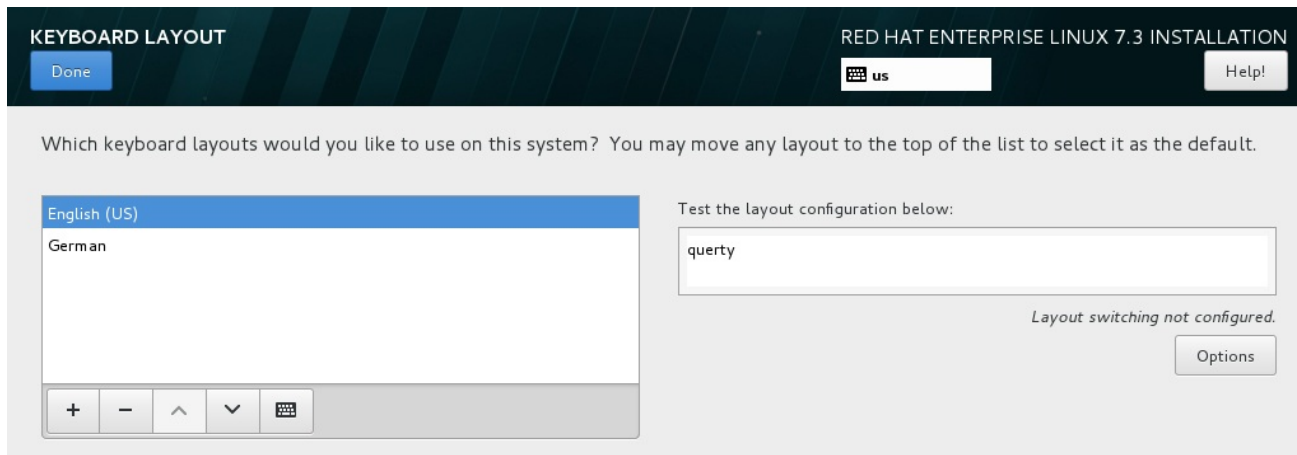 KEYBOARD LAYOUT
RED HAT ENTERPRISE LINUX 7.3 INSTALLATION
Done
us
Help!
Which keyboard layouts would you like to use on this system? You may move any layout to the top of the list to select it as the default.
English (US)
German
Test the layout configuration below:
querty
Layout switching not configured.
Options